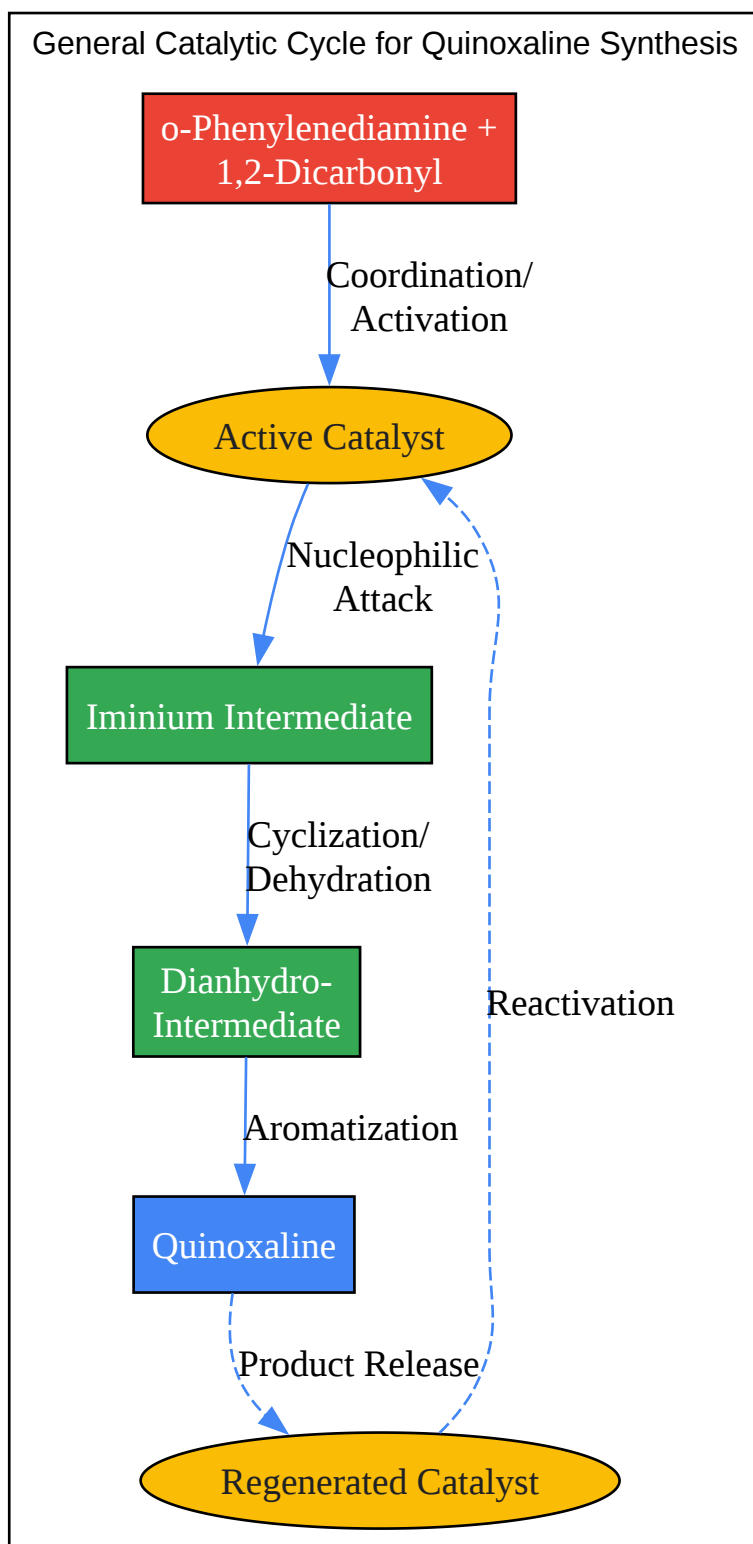 General Catalytic Cycle for Quinoxaline Synthesis
o-Phenylenediamine +
1,2-Dicarbonyl
Coordination/
Activation
Active Catalyst
Nucleophilic
Attack
Iminium Intermediate
Cyclization/
Dehydration
Dianhydro-
Intermediate
Reactivation
Aromatization
Quinoxaline
Product Release
Regenerated Catalyst